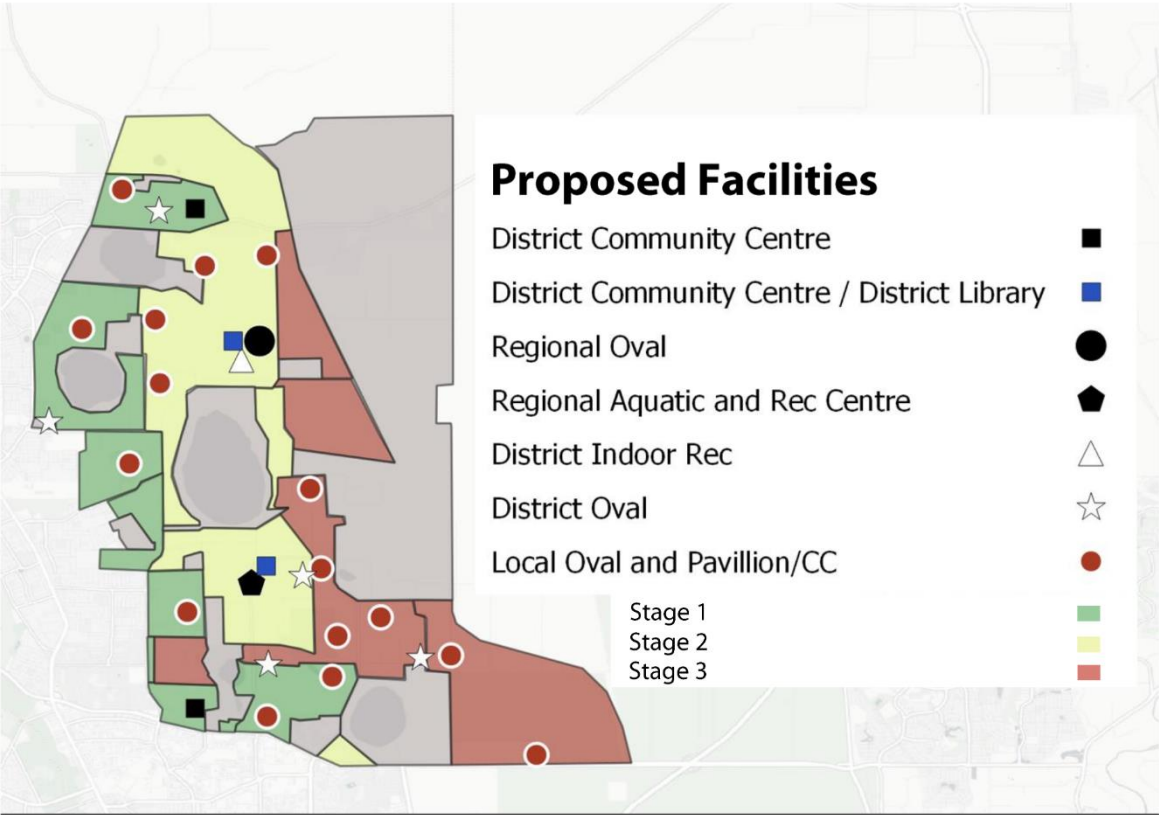 Proposed Facilities
District Community Centre
District Community Centre / District Library
Regional Oval
Regional Aquatic and Rec Centre
District Indoor Rec
District Oval
Local Oval and Pavillion/CC
Stage 1
Stage 2
Stage 3